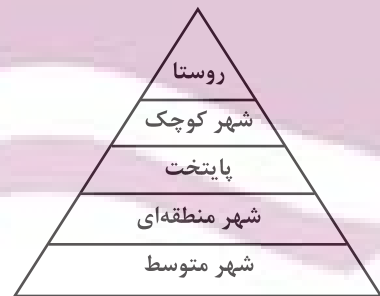 روستا
شهر کوچک
پایتخت
شهر منطقه‌ای
شهر متوسط